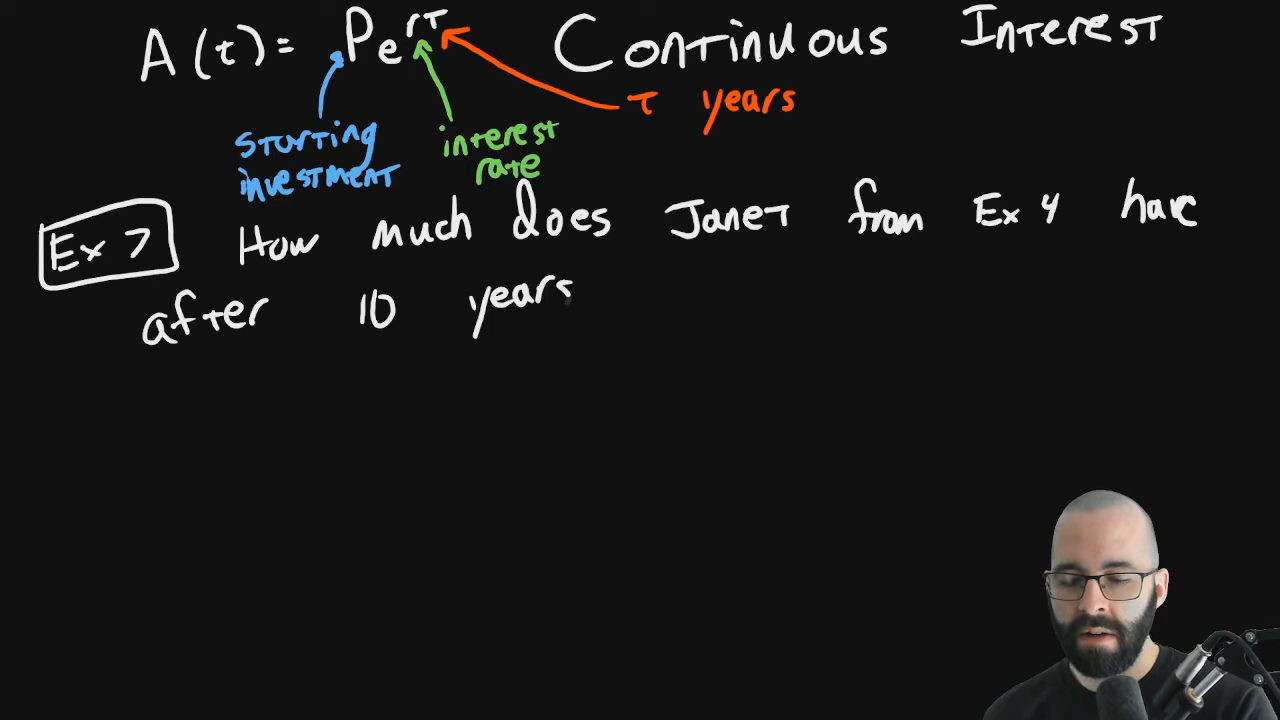 A(t) = Pe^rt Continuous Interest
t years
starting interest
investment rate
Ex 7 How much does Janet from Ex 4 have
after 10 years